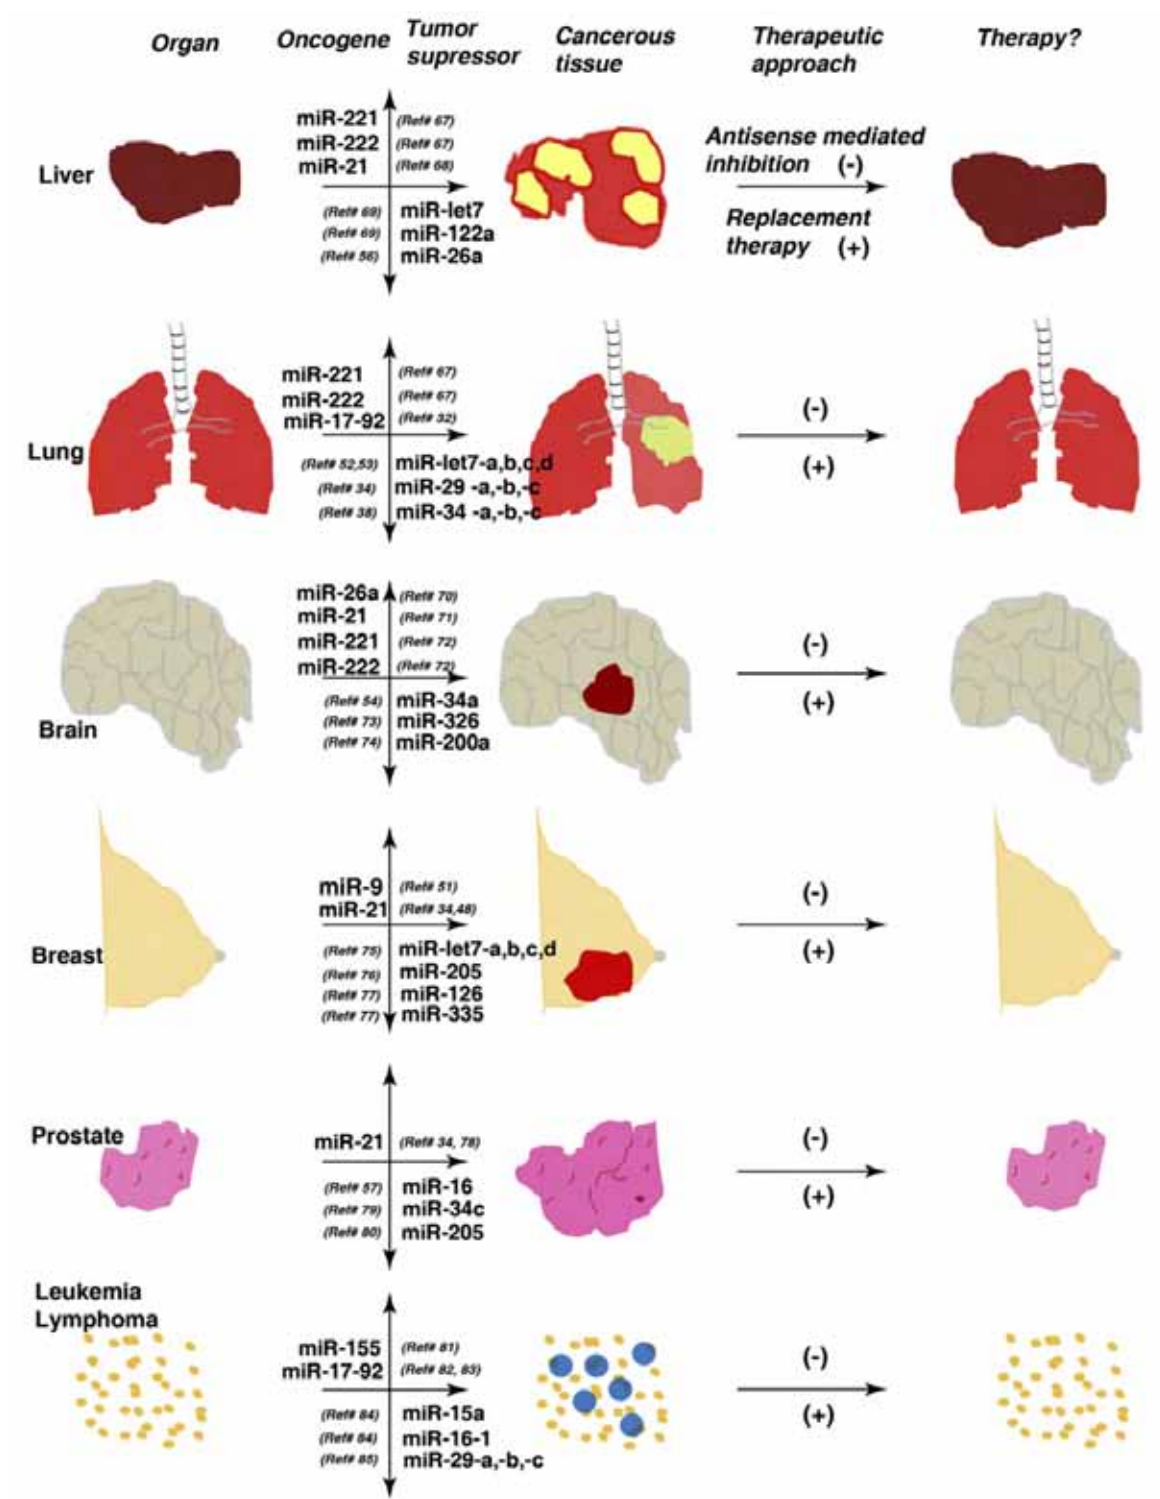 Organ Oncogene Tumor supressor Cancerous tissue Therapeutic approach Therapy?
Liver
miR-221 (Ref# 67)
miR-222 (Ref# 67)
miR-21 (Ref# 68)
(Ref# 69) miR-let7
(Ref# 69) miR-122a
(Ref# 56) miR-26a
Antisense mediated
inhibition (-)
Replacement
therapy (+)
Lung
miR-221 (Ref# 67)
miR-222 (Ref# 67)
miR-17-92 (Ref# 32)
(Ref# 52,53) miR-let7-a,b,c,d
(Ref# 34) miR-29 -a,-b,-c
(Ref# 38) miR-34 -a,-b,-c
(-)
(+)
Brain
miR-26a (Ref# 70)
miR-21 (Ref# 71)
miR-221 (Ref# 72)
miR-222 (Ref# 72)
(Ref# 54) miR-34a
(Ref# 73) miR-326
(Ref# 74) miR-200a
(-)
(+)
Breast
miR-9 (Ref# 51)
miR-21 (Ref# 34,48)
(Ref# 75) miR-let7-a,b,c,d
(Ref# 76) miR-205
(Ref# 77) miR-126
(Ref# 77) miR-335
(-)
(+)
Prostate
miR-21 (Ref# 34, 78)
(Ref# 57) miR-16
(Ref# 79) miR-34c
(Ref# 80) miR-205
(-)
(+)
Leukemia
Lymphoma
miR-155 (Ref# 81)
miR-17-92 (Ref# 82, 83)
(Ref# 84) miR-15a
(Ref# 84) miR-16-1
(Ref# 85) miR-29-a,-b,-c
(-)
(+)